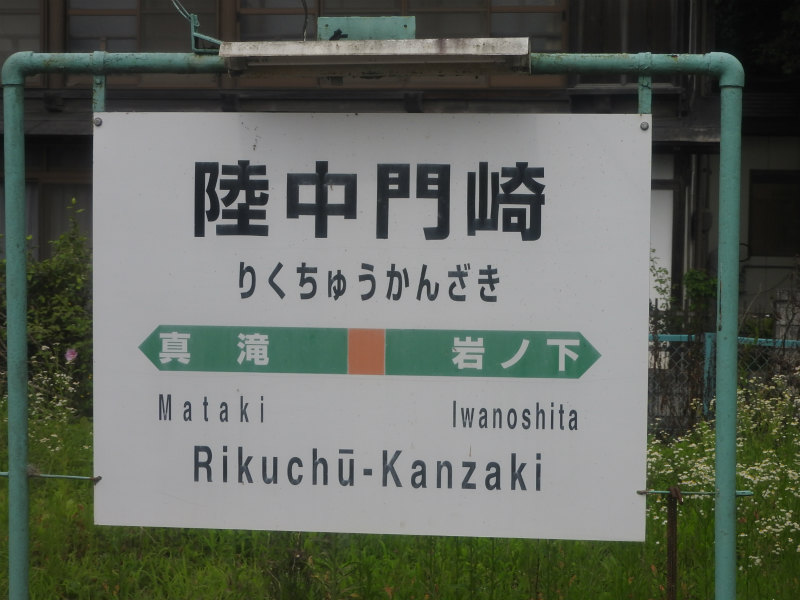 陸中門崎
りくちゅうかんざき
真滝 岩ノ下
Mataki Iwanoshita
Rikuchū-Kanzaki